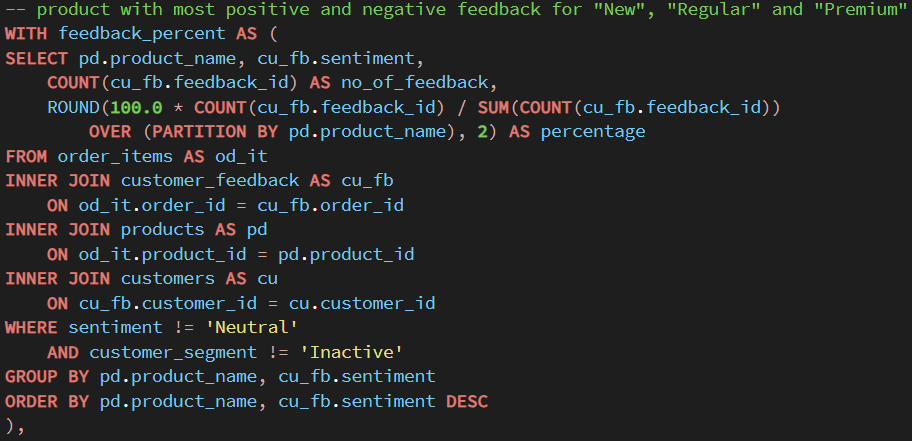 -- product with most positive and negative feedback for "New", "Regular" and "Premium"
WITH feedback_percent AS (
SELECT pd.product_name, cu_fb.sentiment,
    COUNT(cu_fb.feedback_id) AS no_of_feedback,
    ROUND(100.0 * COUNT(cu_fb.feedback_id) / SUM(COUNT(cu_fb.feedback_id))
        OVER (PARTITION BY pd.product_name), 2) AS percentage
FROM order_items AS od_it
INNER JOIN customer_feedback AS cu_fb
    ON od_it.order_id = cu_fb.order_id
INNER JOIN products AS pd
    ON od_it.product_id = pd.product_id
INNER JOIN customers AS cu
    ON cu_fb.customer_id = cu.customer_id
WHERE sentiment != 'Neutral'
    AND customer_segment != 'Inactive'
GROUP BY pd.product_name, cu_fb.sentiment
ORDER BY pd.product_name, cu_fb.sentiment DESC
),